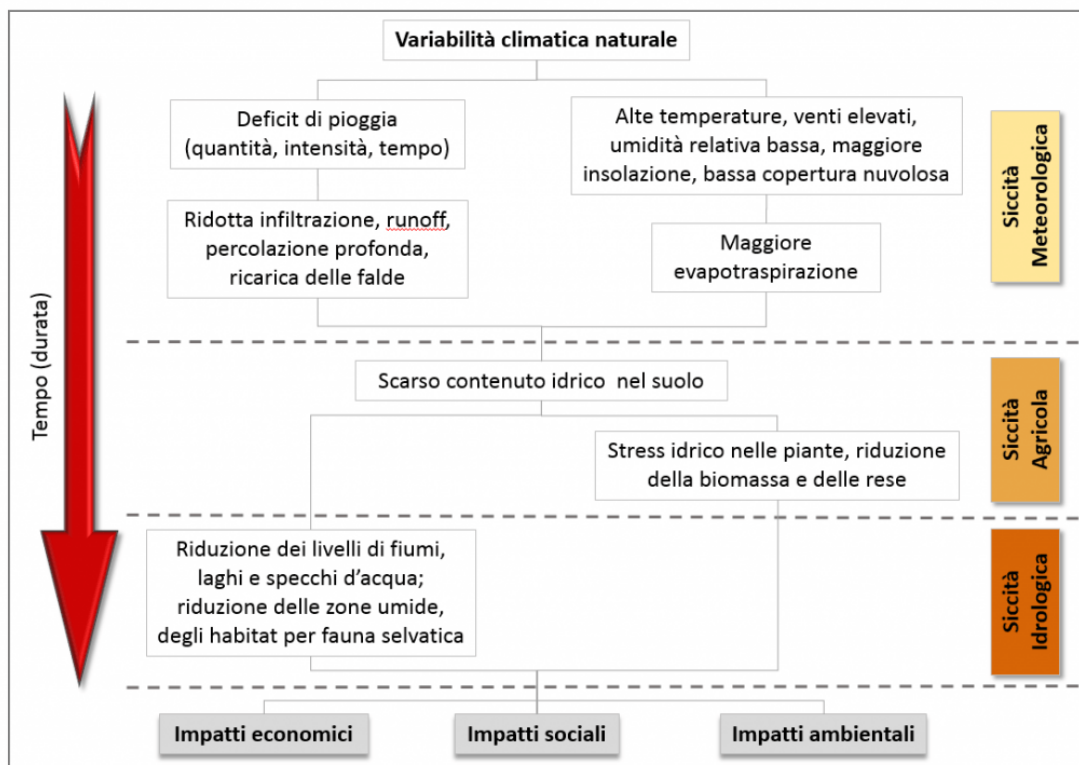 Variabilità climatica naturale
Deficit di pioggia
(quantità, intensità, tempo)
Alte temperature, venti elevati,
umidità relativa bassa, maggiore
insolazione, bassa copertura nuvolosa
Ridotta infiltrazione, runoff,
percolazione profonda,
ricarica delle falde
Maggiore
evapotraspirazione
Siccità
Meteorologica
Tempo (durata)
Scarso contenuto idrico nel suolo
Stress idrico nelle piante, riduzione
della biomassa e delle rese
Siccità
Agricola
Riduzione dei livelli di fiumi,
laghi e specchi d’acqua;
riduzione delle zone umide,
degli habitat per fauna selvatica
Siccità
Idrologica
Impatti economici
Impatti sociali
Impatti ambientali